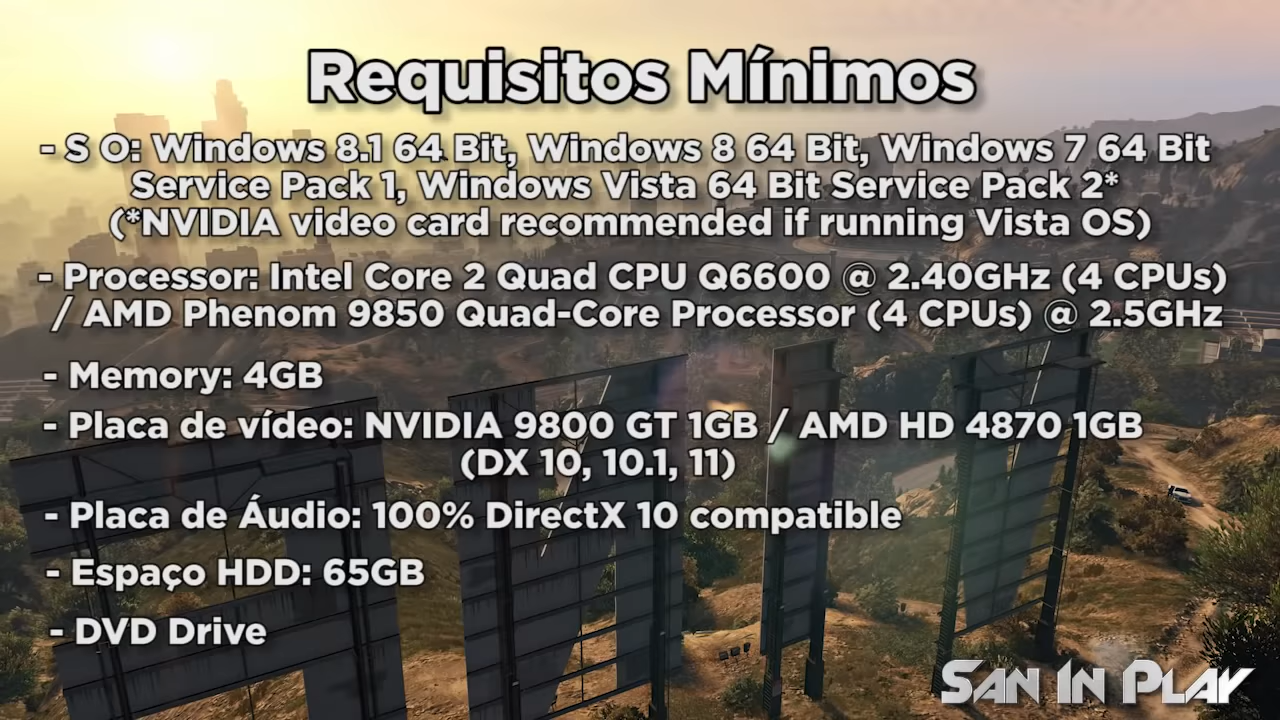 Requisitos Mínimos
- S O: Windows 8.1 64 Bit, Windows 8 64 Bit, Windows 7 64 Bit
Service Pack 1, Windows Vista 64 Bit Service Pack 2*
(*NVIDIA video card recommended if running Vista OS)
- Processor: Intel Core 2 Quad CPU Q6600 @ 2.40GHz (4 CPUs)
/ AMD Phenom 9850 Quad-Core Processor (4 CPUs) @ 2.5GHz
- Memory: 4GB
- Placa de vídeo: NVIDIA 9800 GT 1GB / AMD HD 4870 1GB
(DX 10, 10.1, 11)
- Placa de Áudio: 100% DirectX 10 compatible
- Espaço HDD: 65GB
- DVD Drive
San In Play